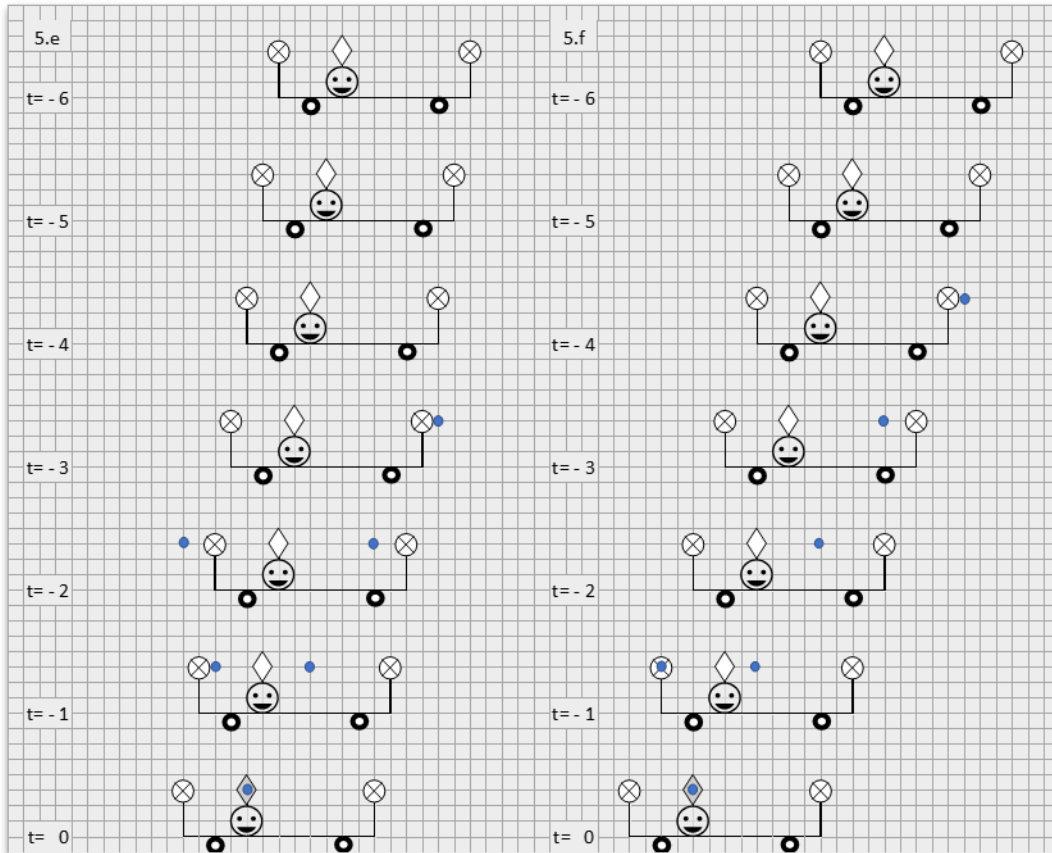 5.e 5.f
t= - 6 t= - 6
t= - 5 t= - 5
t= - 4 t= - 4
t= - 3 t= - 3
t= - 2 t= - 2
t= - 1 t= - 1
t= 0 t= 0